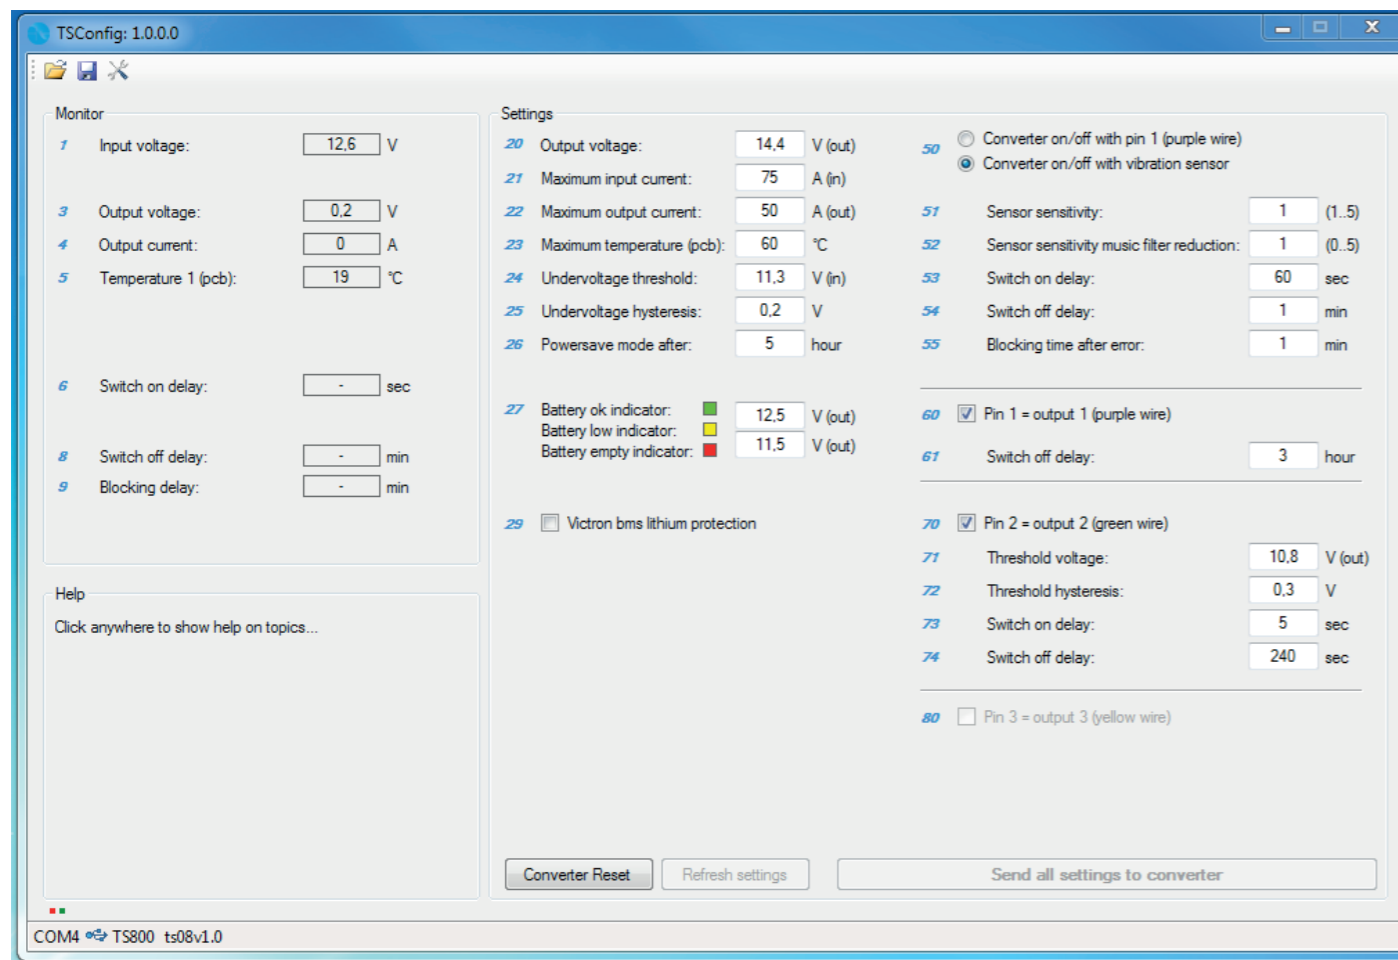 TSConfig: 1.0.0.0
Monitor
1 Input voltage: 12,6 V
3 Output voltage: 0,2 V
4 Output current: 0 A
5 Temperature 1 (pcb): 19 °C
6 Switch on delay: - sec
8 Switch off delay: - min
9 Blocking delay: - min
Help
Click anywhere to show help on topics...
Settings
20 Output voltage: 14,4 V (out)
21 Maximum input current: 75 A (in)
22 Maximum output current: 50 A (out)
23 Maximum temperature (pcb): 60 °C
24 Undervoltage threshold: 11,3 V (in)
25 Undervoltage hysteresis: 0,2 V
26 Powersave mode after: 5 hour
27 Battery ok indicator: 12,5 V (out)
Battery low indicator:
Battery empty indicator: 11,5 V (out)
29 Victron bms lithium protection
50 Converter on/off with pin 1 (purple wire)
Converter on/off with vibration sensor
51 Sensor sensitivity: 1 (1..5)
52 Sensor sensitivity music filter reduction: 1 (0..5)
53 Switch on delay: 60 sec
54 Switch off delay: 1 min
55 Blocking time after error: 1 min
60 Pin 1 = output 1 (purple wire)
61 Switch off delay: 3 hour
70 Pin 2 = output 2 (green wire)
71 Threshold voltage: 10,8 V (out)
72 Threshold hysteresis: 0,3 V
73 Switch on delay: 5 sec
74 Switch off delay: 240 sec
80 Pin 3 = output 3 (yellow wire)
Converter Reset Refresh settings Send all settings to converter
COM4 TS800 ts08v1.0